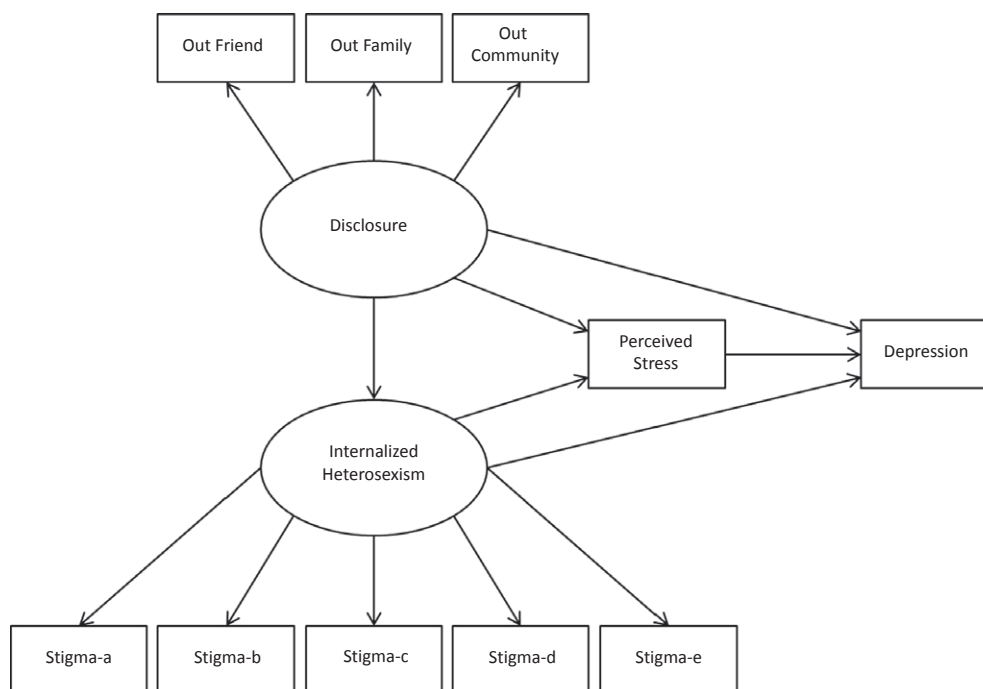 Out Friend
Out Family
Out
Community
Disclosure
Perceived
Stress
Depression
Internalized
Heterosexism
Stigma-a
Stigma-b
Stigma-c
Stigma-d
Stigma-e